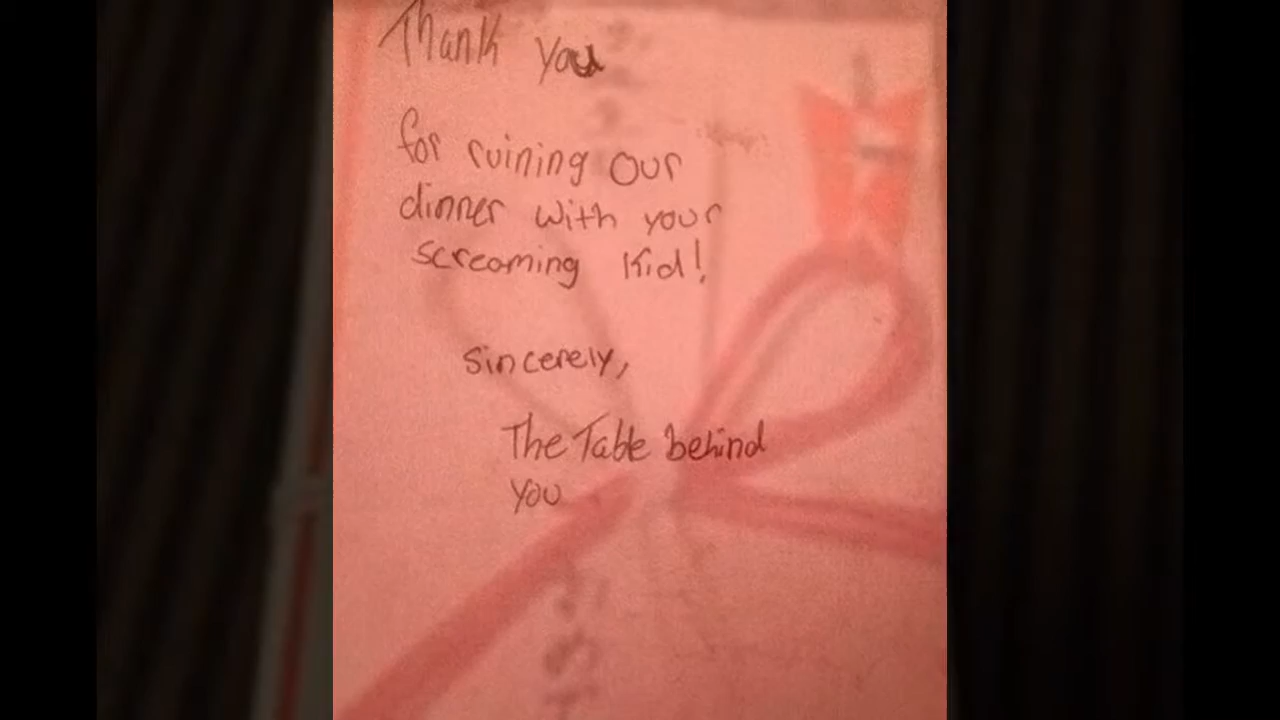 Thank you
for ruining our
dinner with your
screaming Kid!
Sincerely,
The Table behind
you